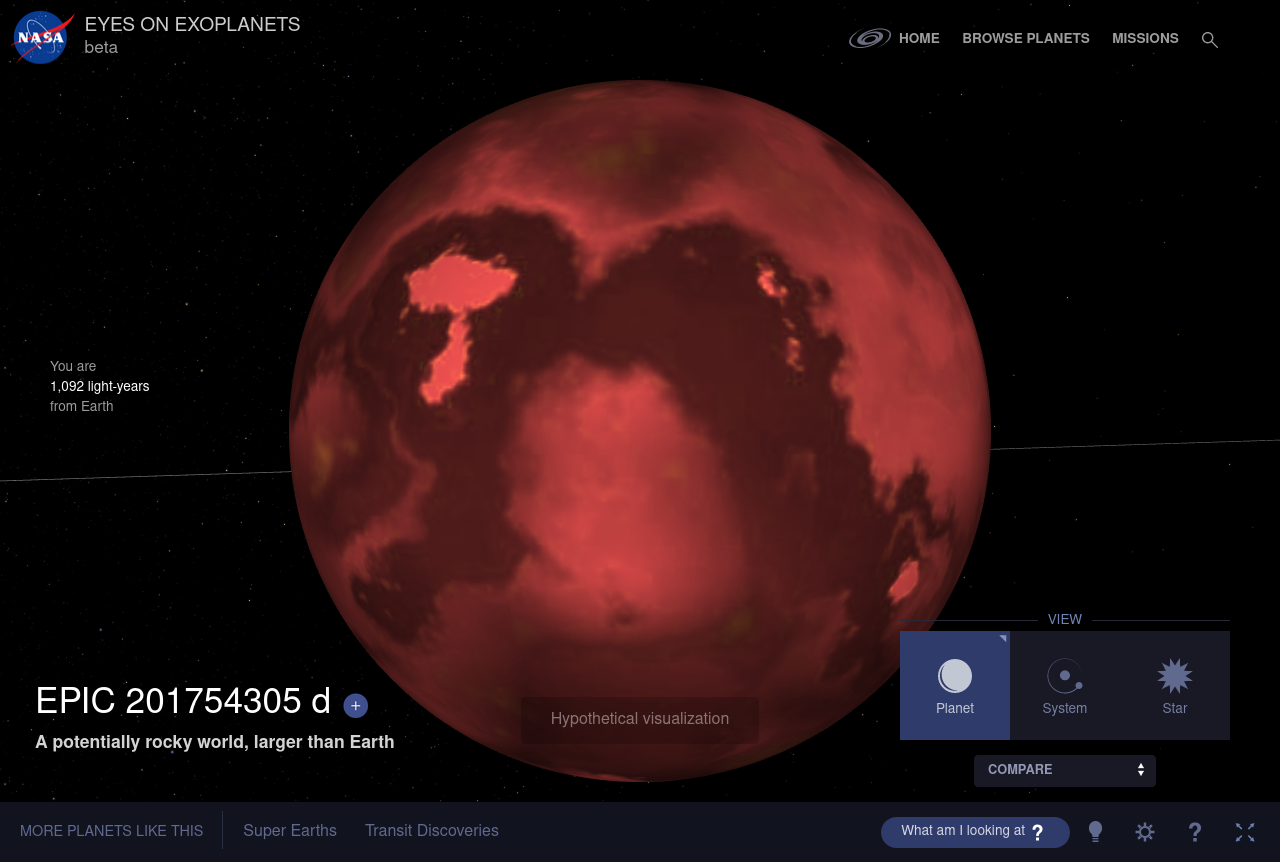 NASA
EYES ON EXOPLANETS
beta
HOME
BROWSE PLANETS
MISSIONS
You are
1,092 light-years
from Earth
VIEW
Planet
System
Star
EPIC 201754305 d +
A potentially rocky world, larger than Earth
Hypothetical visualization
COMPARE
MORE PLANETS LIKE THIS
Super Earths
Transit Discoveries
What am I looking at ?
?